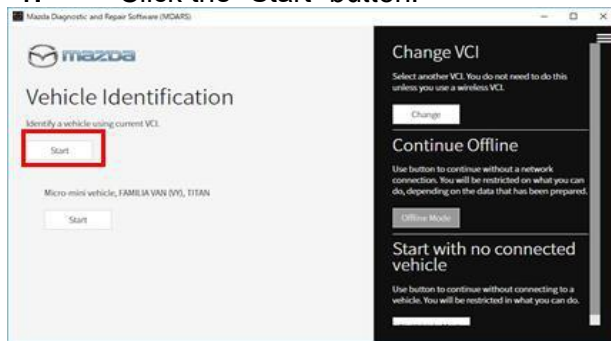 Click the "Start" button.
Mazda Diagnostic and Repair Software (MDARS)
mazda
Vehicle Identification
Identify a vehicle using current VCI.
Start
Micro-mini vehicle, FAMILIA VAN (VY), TITAN
Start
Change VCI
Select another VCI. You do not need to do this
unless you use a wireless VCI.
Change
Continue Offline
Use button to continue without a network
connection. You will be restricted on what you can
do, depending on the data that has been prepared.
Offline Mode
Start with no connected
vehicle
Use button to continue without connecting to a
vehicle. You will be restricted in what you can do.